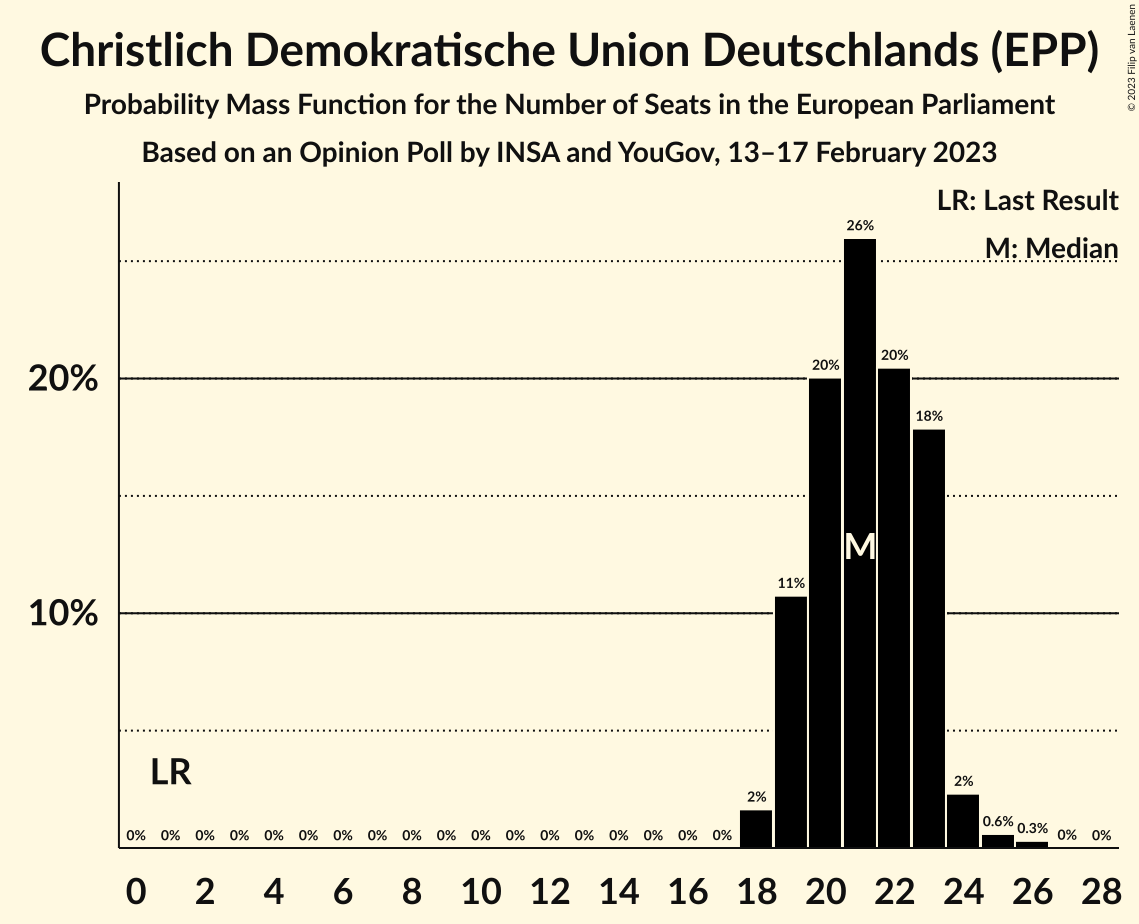 Christlich Demokratische Union Deutschlands (EPP)
Probability Mass Function for the Number of Seats in the European Parliament
Based on an Opinion Poll by INSA and YouGov, 13–17 February 2023
© 2023 Filip van Laenen
LR: Last Result
M: Median
26%
20%
20%
20%
18%
M
11%
10%
LR
2%
2%
0.6%
0.3%
0% 0% 0% 0% 0% 0% 0% 0% 0% 0% 0% 0% 0% 0% 0% 0% 0% 0% 0% 0%
0 2 4 6 8 10 12 14 16 18 20 22 24 26 28